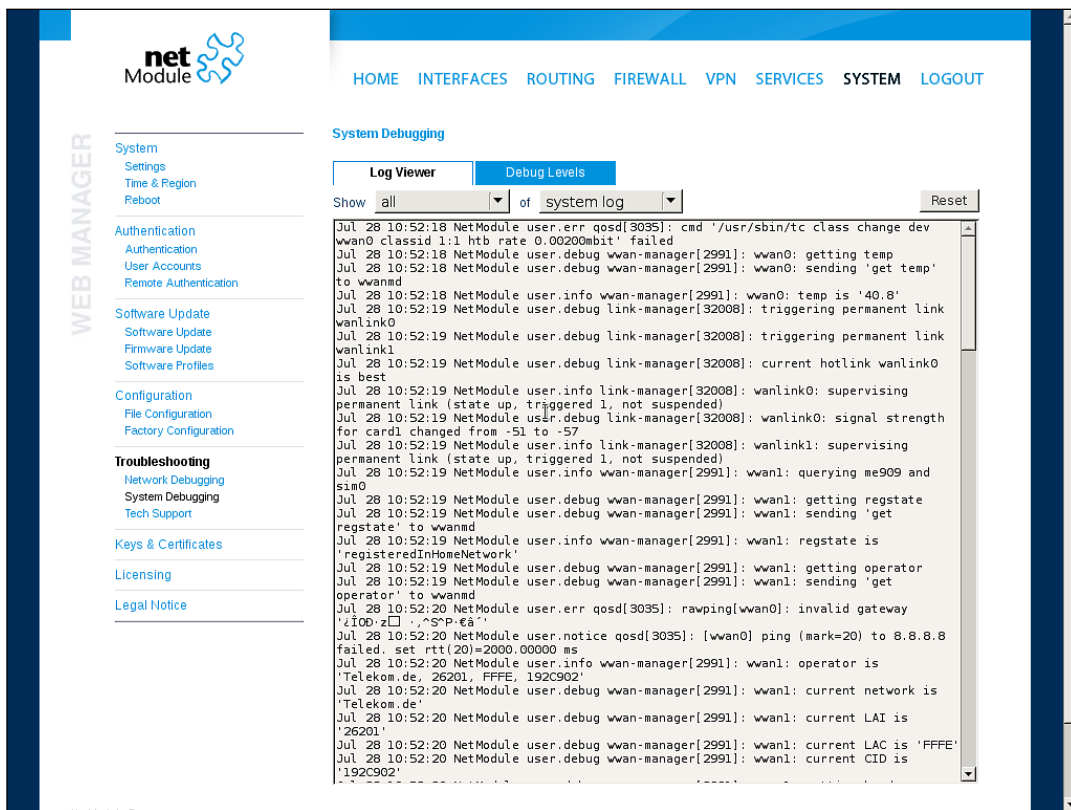 net
Module
HOME INTERFACES ROUTING FIREWALL VPN SERVICES SYSTEM LOGOUT
WEB MANAGER
System
Settings
Time & Region
Reboot
Authentication
Authentication
User Accounts
Remote Authentication
Software Update
Software Update
Firmware Update
Software Profiles
Configuration
File Configuration
Factory Configuration
Troubleshooting
Network Debugging
System Debugging
Tech Support
Keys & Certificates
Licensing
Legal Notice
System Debugging
Log Viewer Debug Levels
Show all of system log Reset
Jul 28 10:52:18 NetModule user.err qosd[3035]: cmd '/usr/sbin/tc class change dev
wwan0 classid 1:1 htb rate 0.00200mbit' failed
Jul 28 10:52:18 NetModule user.debug wwan-manager[2991]: wwan0: getting temp
Jul 28 10:52:18 NetModule user.debug wwan-manager[2991]: wwan0: sending 'get temp'
to wwanmd
Jul 28 10:52:18 NetModule user.info wwan-manager[2991]: wwan0: temp is '40.8'
Jul 28 10:52:19 NetModule user.debug link-manager[32008]: triggering permanent link
wanlink0
Jul 28 10:52:19 NetModule user.debug link-manager[32008]: triggering permanent link
wanlink1
Jul 28 10:52:19 NetModule user.debug link-manager[32008]: current hotlink wanlink0
is best
Jul 28 10:52:19 NetModule user.info link-manager[32008]: wanlink0: supervising
permanent link (state up, triggered 1, not suspended)
Jul 28 10:52:19 NetModule user.debug link-manager[32008]: wanlink0: signal strength
for card1 changed from -51 to -57
Jul 28 10:52:19 NetModule user.info link-manager[32008]: wanlink1: supervising
permanent link (state up, triggered 1, not suspended)
Jul 28 10:52:19 NetModule user.debug wwan-manager[2991]: wwan1: querying me909 and
sim0
Jul 28 10:52:19 NetModule user.debug wwan-manager[2991]: wwan1: getting regstate
Jul 28 10:52:19 NetModule user.debug wwan-manager[2991]: wwan1: sending 'get
regstate' to wwanmd
Jul 28 10:52:19 NetModule user.info wwan-manager[2991]: wwan1: regstate is
'registeredInHomeNetwork'
Jul 28 10:52:19 NetModule user.debug wwan-manager[2991]: wwan1: getting operator
Jul 28 10:52:19 NetModule user.debug wwan-manager[2991]: wwan1: sending 'get
operator' to wwanmd
Jul 28 10:52:20 NetModule user.err qosd[3035]: rawping[wwan0]: invalid gateway
Jul 28 10:52:20 NetModule user.notice qosd[3035]: [wwan0] ping (mark=20) to 8.8.8.8
failed. set rtt(20)=2000.00000 ms
Jul 28 10:52:20 NetModule user.info wwan-manager[2991]: wwan1: operator is
'Telekom.de, 26201, FFFE, 192C902'
Jul 28 10:52:20 NetModule user.debug wwan-manager[2991]: wwan1: current network is
'Telekom.de'
Jul 28 10:52:20 NetModule user.debug wwan-manager[2991]: wwan1: current LAI is
'26201'
Jul 28 10:52:20 NetModule user.debug wwan-manager[2991]: wwan1: current LAC is 'FFFE'
Jul 28 10:52:20 NetModule user.debug wwan-manager[2991]: wwan1: current CID is
'192C902'